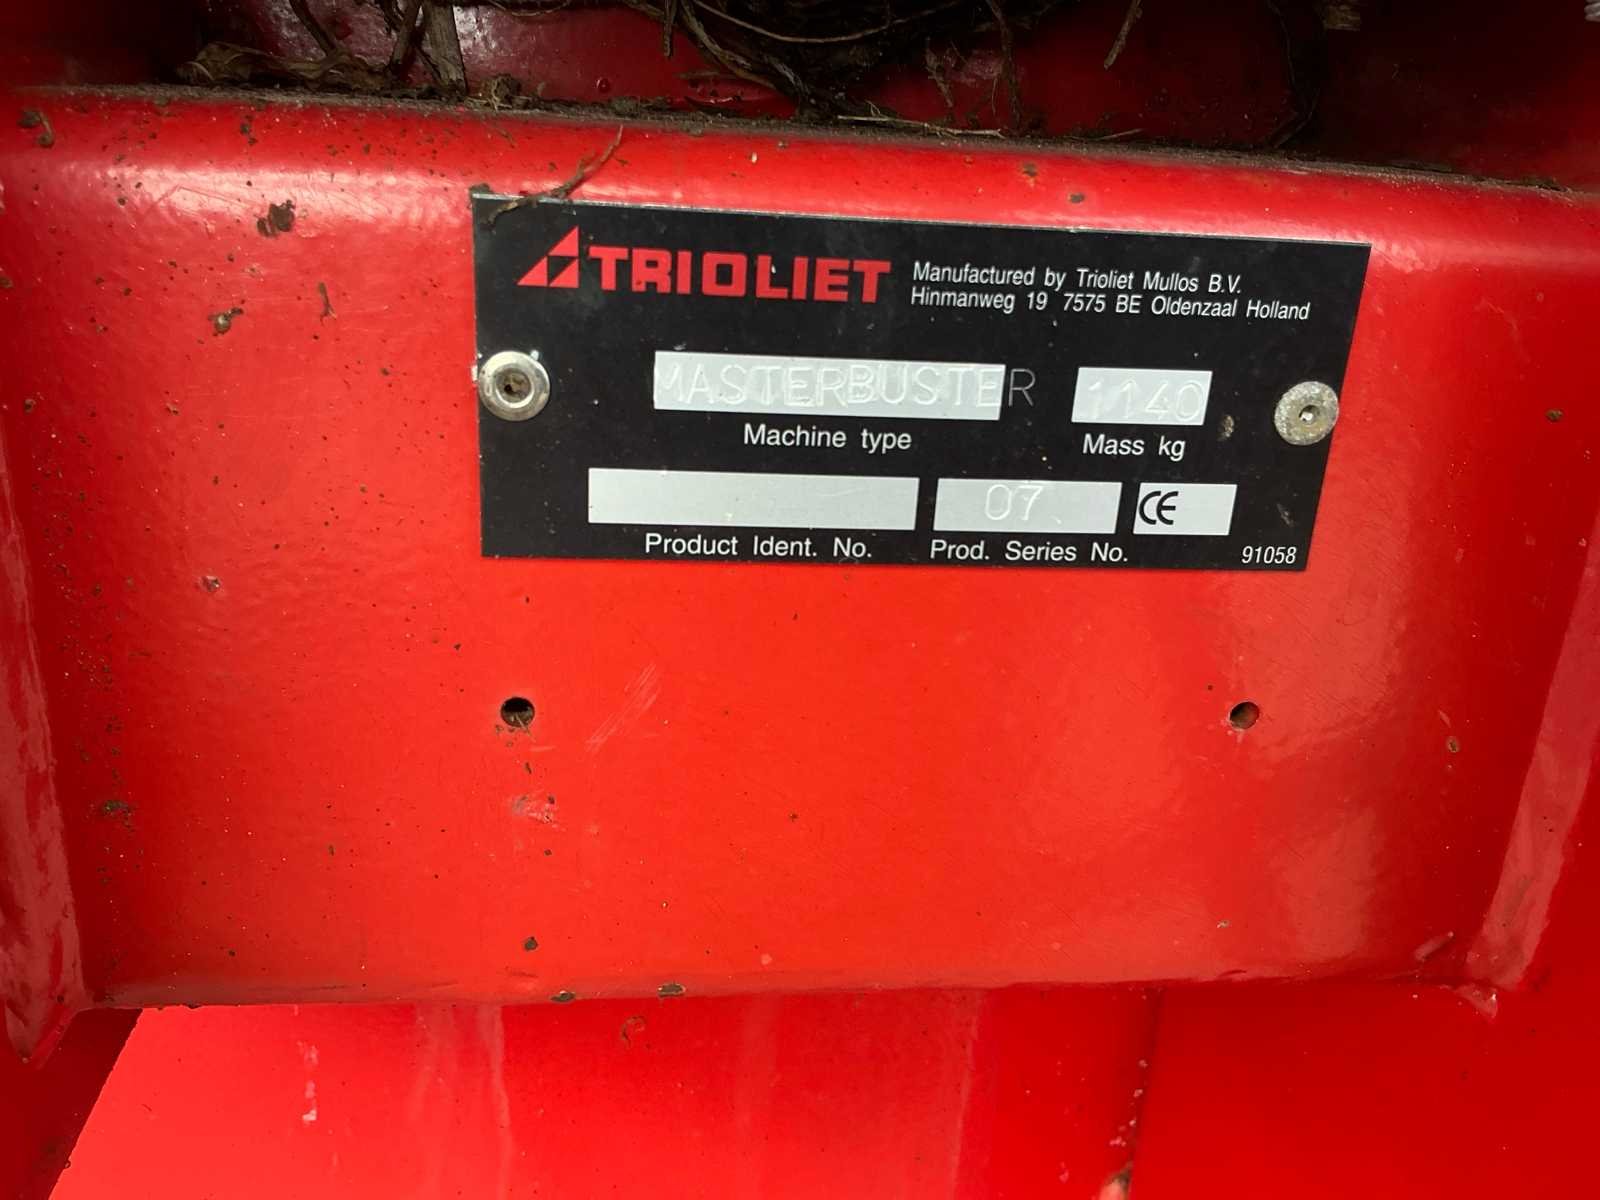 TRIOLIET
Manufactured by Trioliet Mullos B.V.
Hinmanweg 19 7575 BE Oldenzaal Holland
MASTERBUSTER
1140
Machine type
Mass kg
07
CE
Product Ident. No.
Prod. Series No.
91058